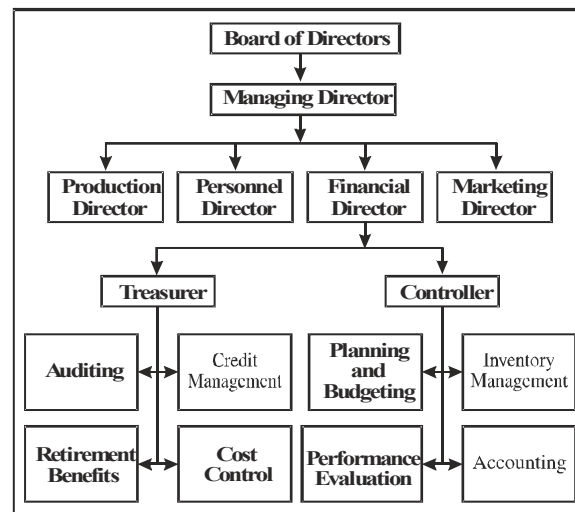 Board of Directors
Managing Director
Production
Director
Personnel
Director
Financial
Director
Marketing
Director
Treasurer
Controller
Auditing
Credit
Management
Planning
and
Budgeting
Inventory
Management
Retirement
Benefits
Cost
Control
Performance
Evaluation
Accounting